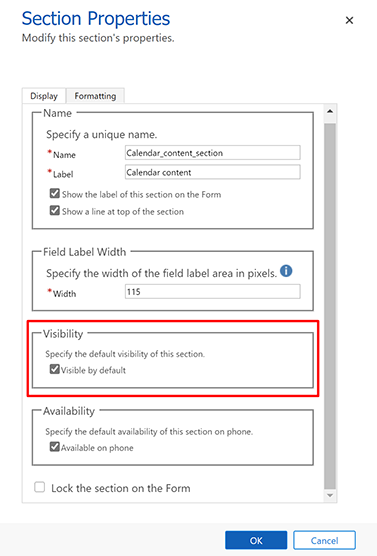 Section Properties
Modify this section's properties.
Display
Formatting
Name
Specify a unique name.
*Name
Calendar_content_section
*Label
Calendar content
Show the label of this section on the Form
Show a line at top of the section
Field Label Width
Specify the width of the field label area in pixels.
*Width
115
Visibility
Specify the default visibility of this section.
Visible by default
Availability
Specify the default availability of this section on phone.
Available on phone
Lock the section on the Form
OK
Cancel